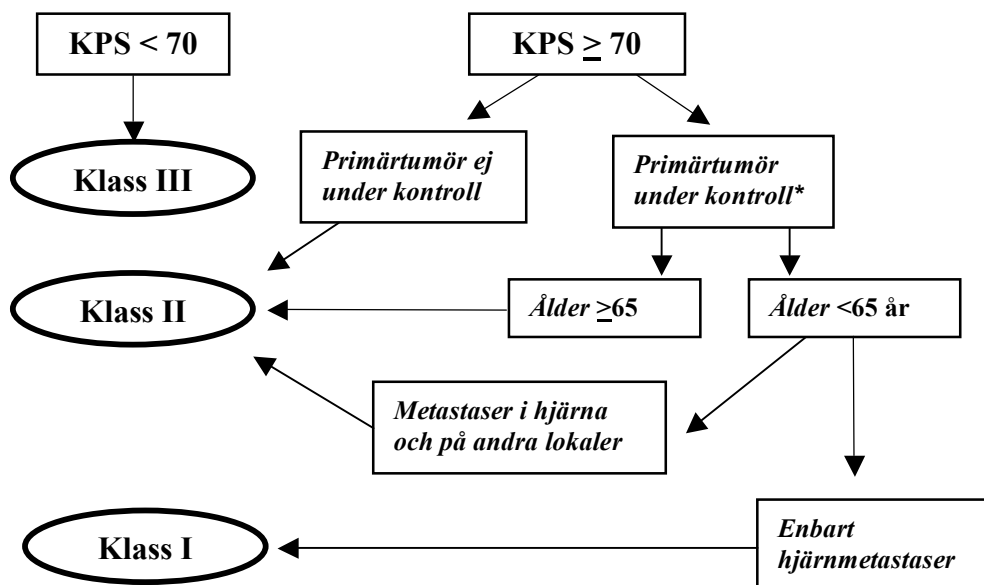 KPS < 70
KPS ≥ 70
Klass III
Primärtumör ej
under kontroll
Primärtumör
under kontroll*
Klass II
Ålder ≥65
Ålder <65 år
Metastaser i hjärna
och på andra lokaler
Klass I
Enbart
hjärnmetastaser